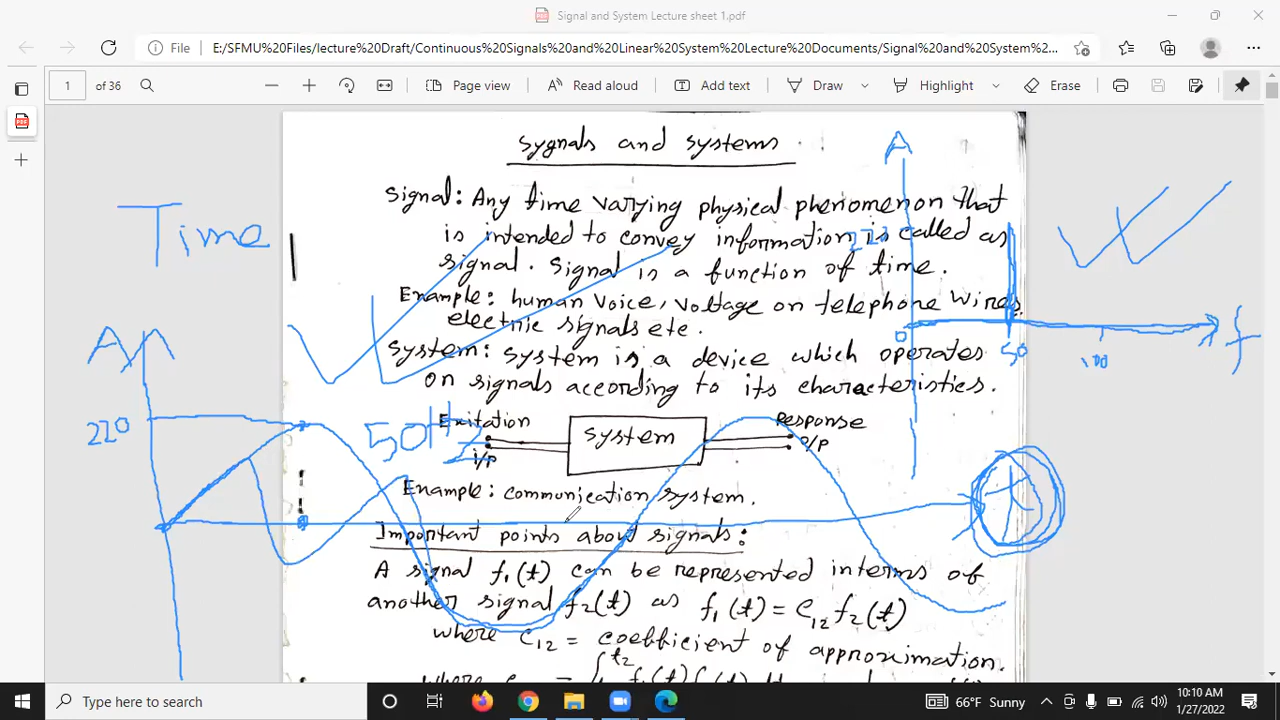 Signal and System Lecture sheet 1.pdf
File E:/SFMU%20Files/lecture%20Draft/Continuous%20Signals%20and%20Linear%20System%20Lecture%20Documents/Signal%20and%20System%...
1 of 36 Page view Read aloud Add text Draw Highlight Erase
Sygnals and systems
Signal: Any time varying physical phenomenon that
is intended to convey information is called as
signal. Signal is a function of time.
Example: human voice, voltage on telephone wires
electric signals etc.
System: System is a device which operates
on signals according to its characteristics.
Exitation
i/p
System
Response
o/p
Example: communication system.
Important points about signals:
A signal f₁(t) can be represented interms of
another signal f₂(t) as f₁(t) = C₁₂f₂(t)
where C₁₂ = coefficient of approximation.
Time
A
220
50Hz
t
A
0
50
100
f
Type here to search
66°F Sunny
10:10 AM
1/27/2022